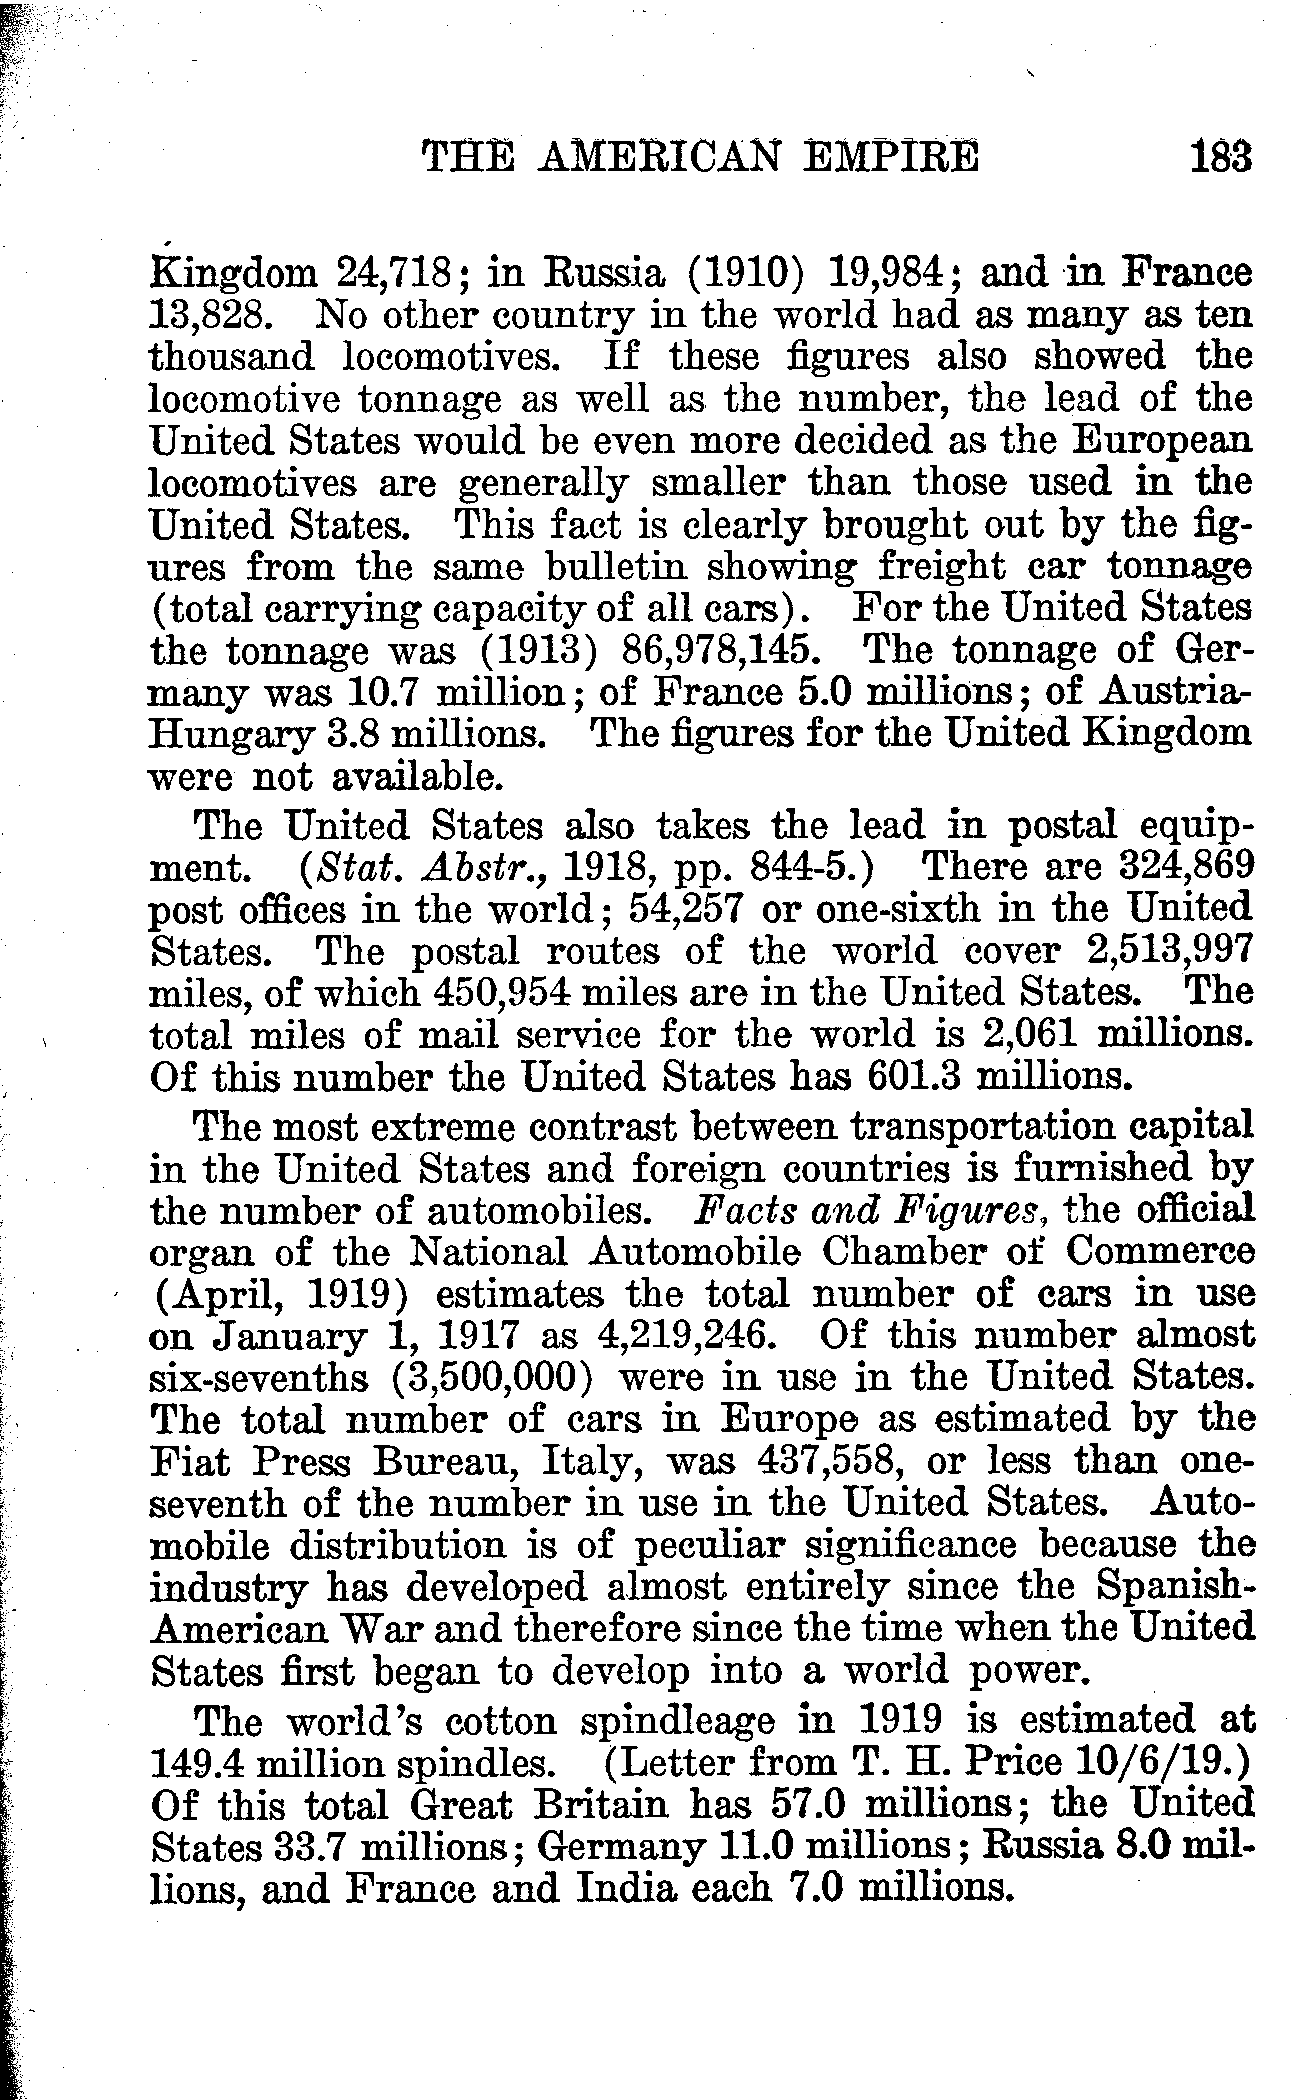 THE AMERICAN EMPIRE 183
Kingdom 24,718; in Russia (1910) 19,984; and in France
13,828. No other country in the world had as many as ten
thousand locomotives. If these figures also showed the
locomotive tonnage as well as the number, the lead of the
United States would be even more decided as the European
locomotives are generally smaller than those used in the
United States. This fact is clearly brought out by the fig-
ures from the same bulletin showing freight car tonnage
(total carrying capacity of all cars). For the United States
the tonnage was (1913) 86,978,145. The tonnage of Ger-
many was 10.7 million; of France 5.0 millions; of Austria-
Hungary 3.8 millions. The figures for the United Kingdom
were not available.
The United States also takes the lead in postal equip-
ment. (Stat. Abstr., 1918, pp. 844-5.) There are 324,869
post offices in the world; 54,257 or one-sixth in the United
States. The postal routes of the world cover 2,513,997
miles, of which 450,954 miles are in the United States. The
total miles of mail service for the world is 2,061 millions.
Of this number the United States has 601.3 millions.
The most extreme contrast between transportation capital
in the United States and foreign countries is furnished by
the number of automobiles. Facts and Figures, the official
organ of the National Automobile Chamber of Commerce
(April, 1919) estimates the total number of cars in use
on January 1, 1917 as 4,219,246. Of this number almost
six-sevenths (3,500,000) were in use in the United States.
The total number of cars in Europe as estimated by the
Fiat Press Bureau, Italy, was 437,558, or less than one-
seventh of the number in use in the United States. Auto-
mobile distribution is of peculiar significance because the
industry has developed almost entirely since the Spanish-
American War and therefore since the time when the United
States first began to develop into a world power.
The world's cotton spindleage in 1919 is estimated at
149.4 million spindles. (Letter from T. H. Price 10/6/19.)
Of this total Great Britain has 57.0 millions; the United
States 33.7 millions; Germany 11.0 millions; Russia 8.0 mil-
lions, and France and India each 7.0 millions.